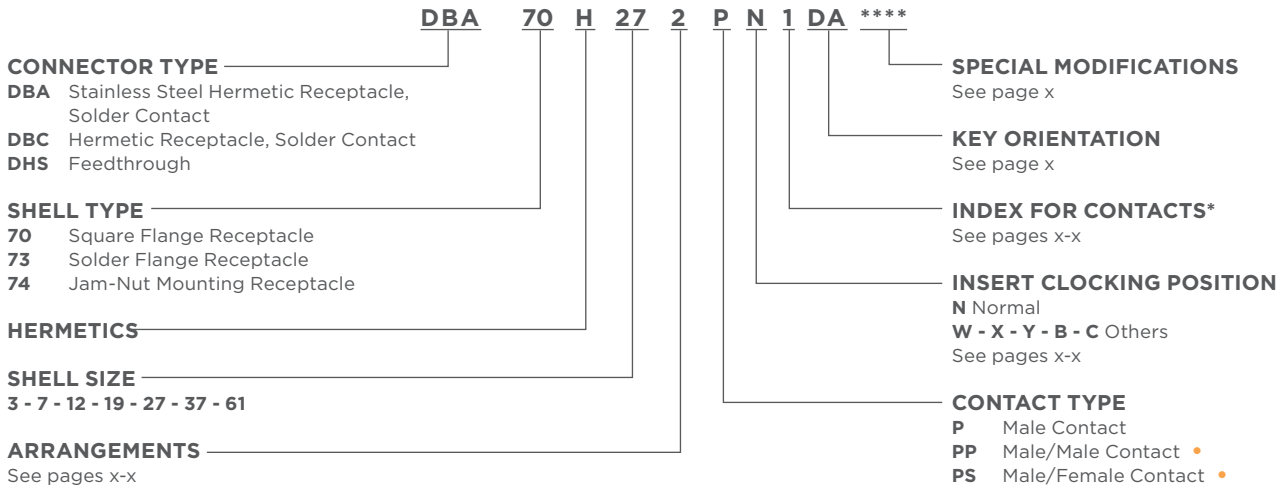 DBA 70 H 27 2 P N 1 DA ****
CONNECTOR TYPE
DBA Stainless Steel Hermetic Receptacle,
Solder Contact
DBC Hermetic Receptacle, Solder Contact
DHS Feedthrough
SHELL TYPE
70 Square Flange Receptacle
73 Solder Flange Receptacle
74 Jam-Nut Mounting Receptacle
HERMETICS
SHELL SIZE
3 - 7 - 12 - 19 - 27 - 37 - 61
ARRANGEMENTS
See pages x-x
SPECIAL MODIFICATIONS
See page x
KEY ORIENTATION
See page x
INDEX FOR CONTACTS*
See pages x-x
INSERT CLOCKING POSITION
N Normal
W - X - Y - B - C Others
See pages x-x
CONTACT TYPE
P Male Contact
PP Male/Male Contact •
PS Male/Female Contact •